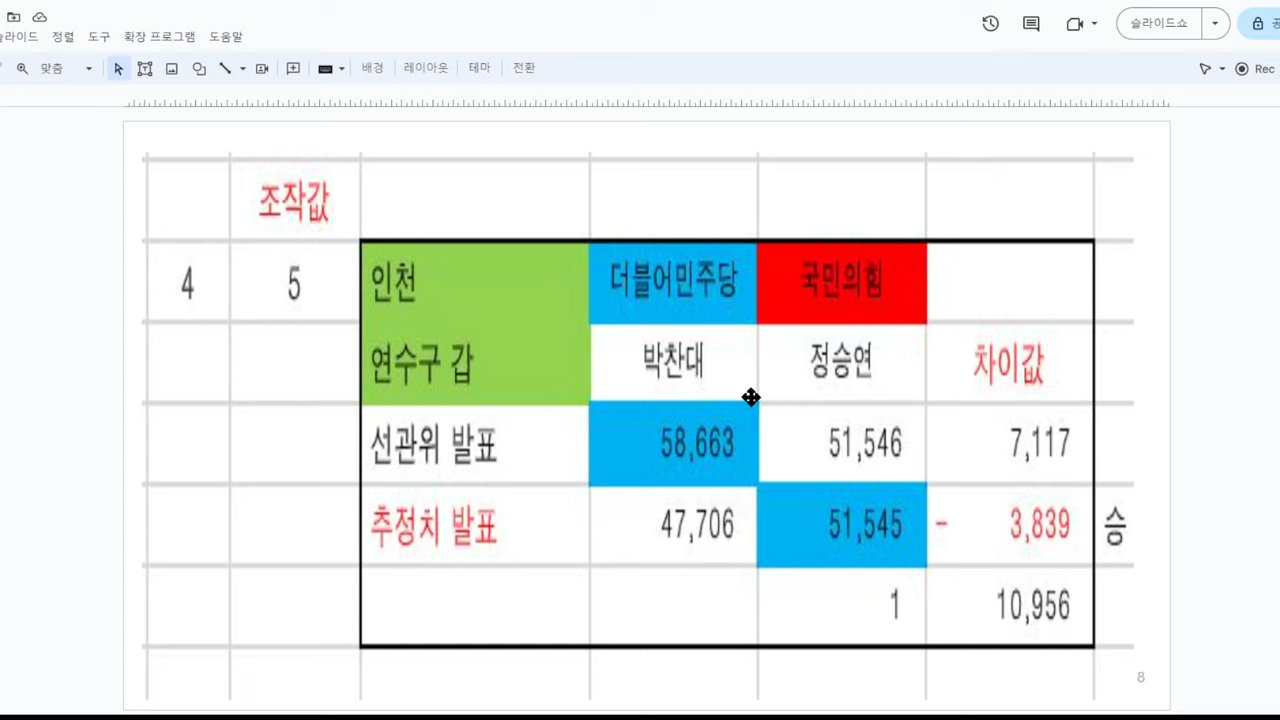 슬라이드 정렬 도구 확장 프로그램 도움말
슬라이드쇼
맞춤 배경 레이아웃 테마 전환 Rec
조작값
4 5 인천 더불어민주당 국민의힘
연수구 갑 박찬대 정승연 차이값
선관위 발표 58,663 51,546 7,117
추정치 발표 47,706 51,545 - 3,839 승
1 10,956
8